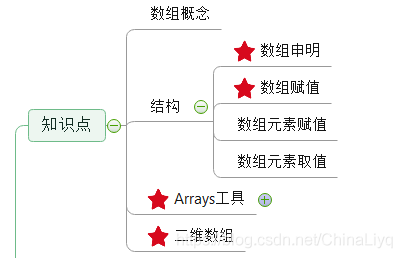 数组概念
数组申明
数组赋值
结构
数组元素赋值
知识点
数组元素取值
Arrays工具
二维数组
https://blog.csdn.net/ChinaLiyq